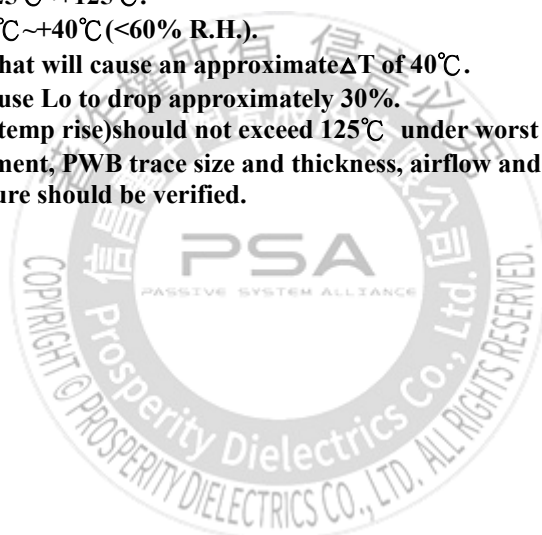 ℃~+40℃(<60% R.H.).
hat will cause an approximate△T of 40℃.
use Lo to drop approximately 30%.
temp rise)should not exceed 125℃ under worst
ment, PWB trace size and thickness, airflow and
ure should be verified.
PSA
PASSIVE SYSTEM ALLIANCE
Prosperity Dielectrics Co., Ltd.
COPYRIGHT © PROSPERITY DIELECTRICS CO., LTD. ALL RIGHTS RESERVED.